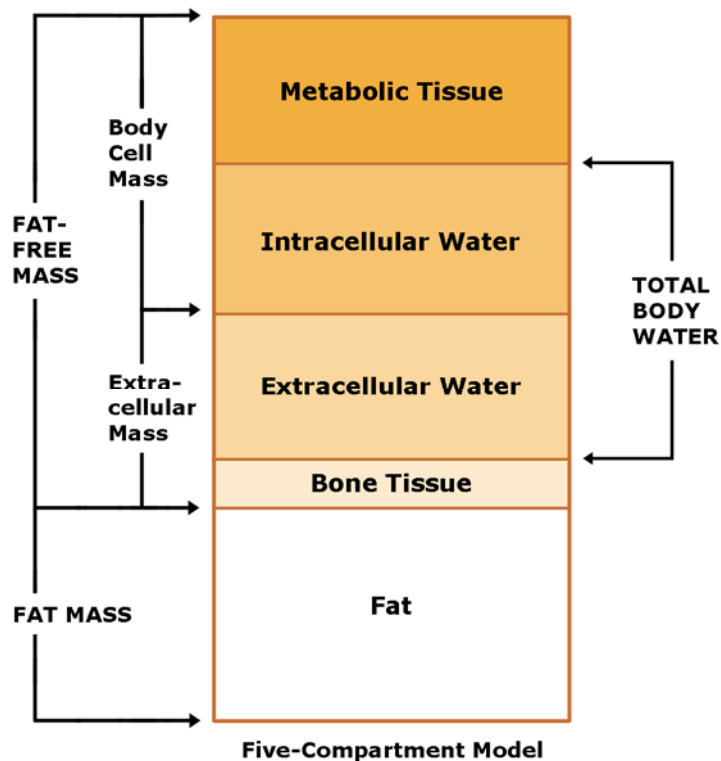 Metabolic Tissue
Body
Cell
Mass
FAT-
FREE
MASS
Intracellular Water
TOTAL
BODY
WATER
Extra-
cellular
Mass
Extracellular Water
Bone Tissue
Fat
FAT MASS
Five-Compartment Model